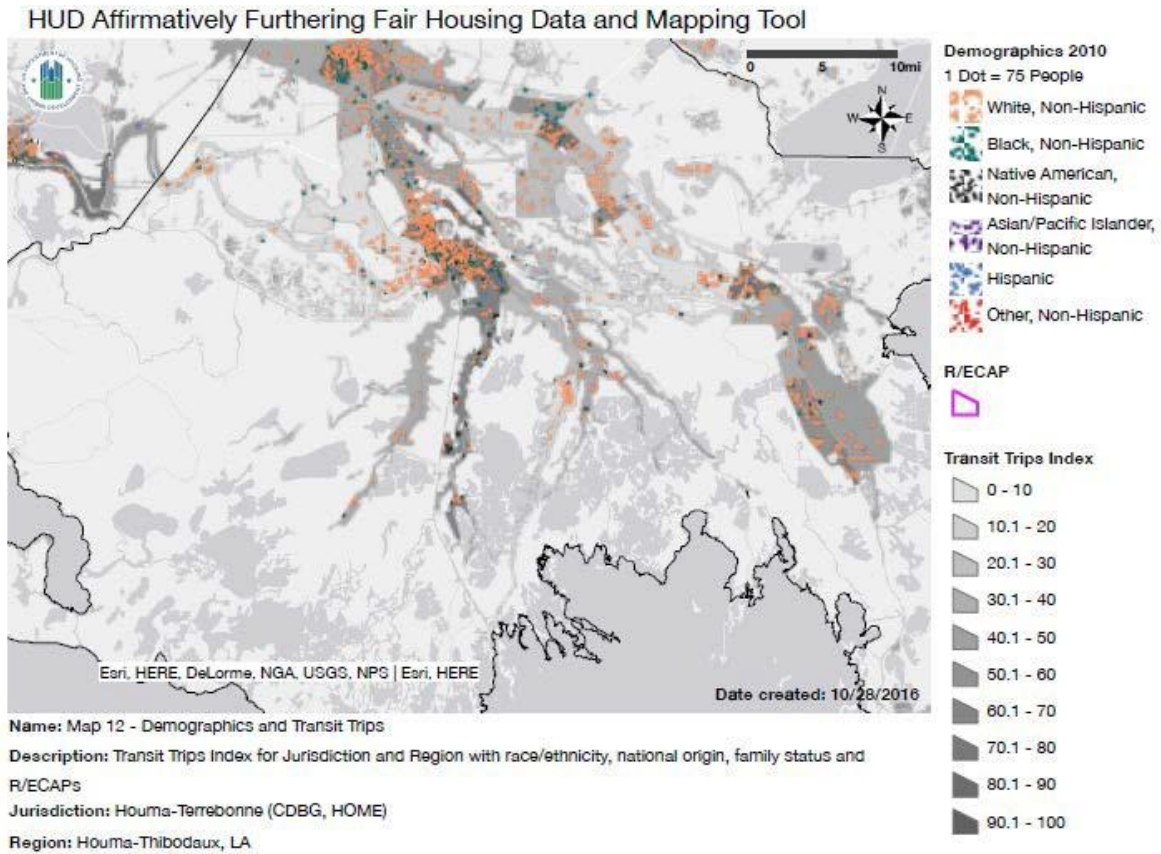 HUD Affirmatively Furthering Fair Housing Data and Mapping Tool
0 5 10mi
N
W E
S
Esri, HERE, DeLorme, NGA, USGS, NPS | Esri, HERE
Date created: 10/28/2016
Demographics 2010
1 Dot = 75 People
White, Non-Hispanic
Black, Non-Hispanic
Native American,
Non-Hispanic
Asian/Pacific Islander,
Non-Hispanic
Hispanic
Other, Non-Hispanic
R/ECAP
Transit Trips Index
0 - 10
10.1 - 20
20.1 - 30
30.1 - 40
40.1 - 50
50.1 - 60
60.1 - 70
70.1 - 80
80.1 - 90
90.1 - 100
Name: Map 12 - Demographics and Transit Trips
Description: Transit Trips Index for Jurisdiction and Region with race/ethnicity, national origin, family status and
R/ECAPs
Jurisdiction: Houma-Terrebonne (CDBG, HOME)
Region: Houma-Thibodaux, LA